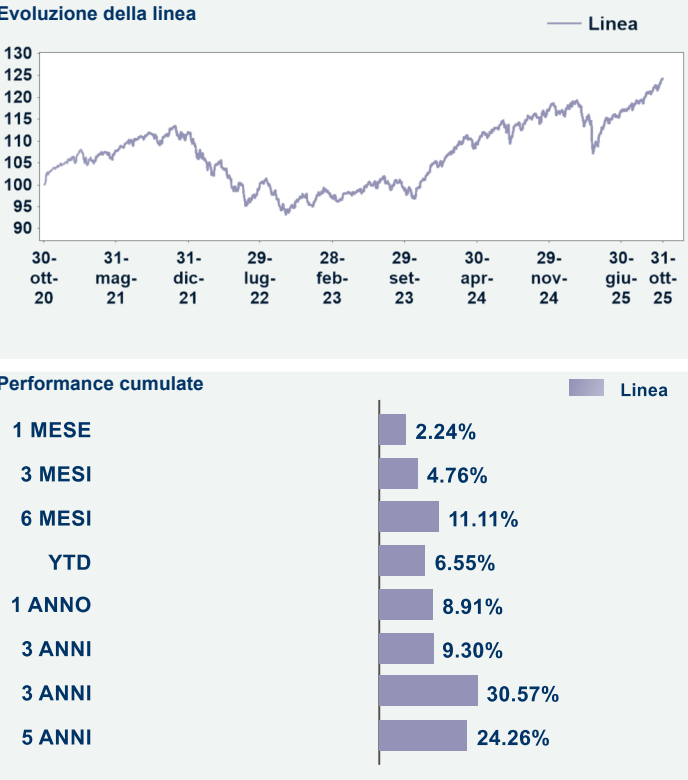 Evoluzione della linea
Linea
130
125
120
115
110
105
100
95
90
30- 31- 31- 29- 28- 29- 30- 29- 30- 31-
ott- mag- dic- lug- feb- set- apr- nov- giu- ott-
20 21 21 22 23 23 24 24 25 25
Performance cumulate
Linea
1 MESE 2.24%
3 MESI 4.76%
6 MESI 11.11%
YTD 6.55%
1 ANNO 8.91%
3 ANNI 9.30%
3 ANNI 30.57%
5 ANNI 24.26%